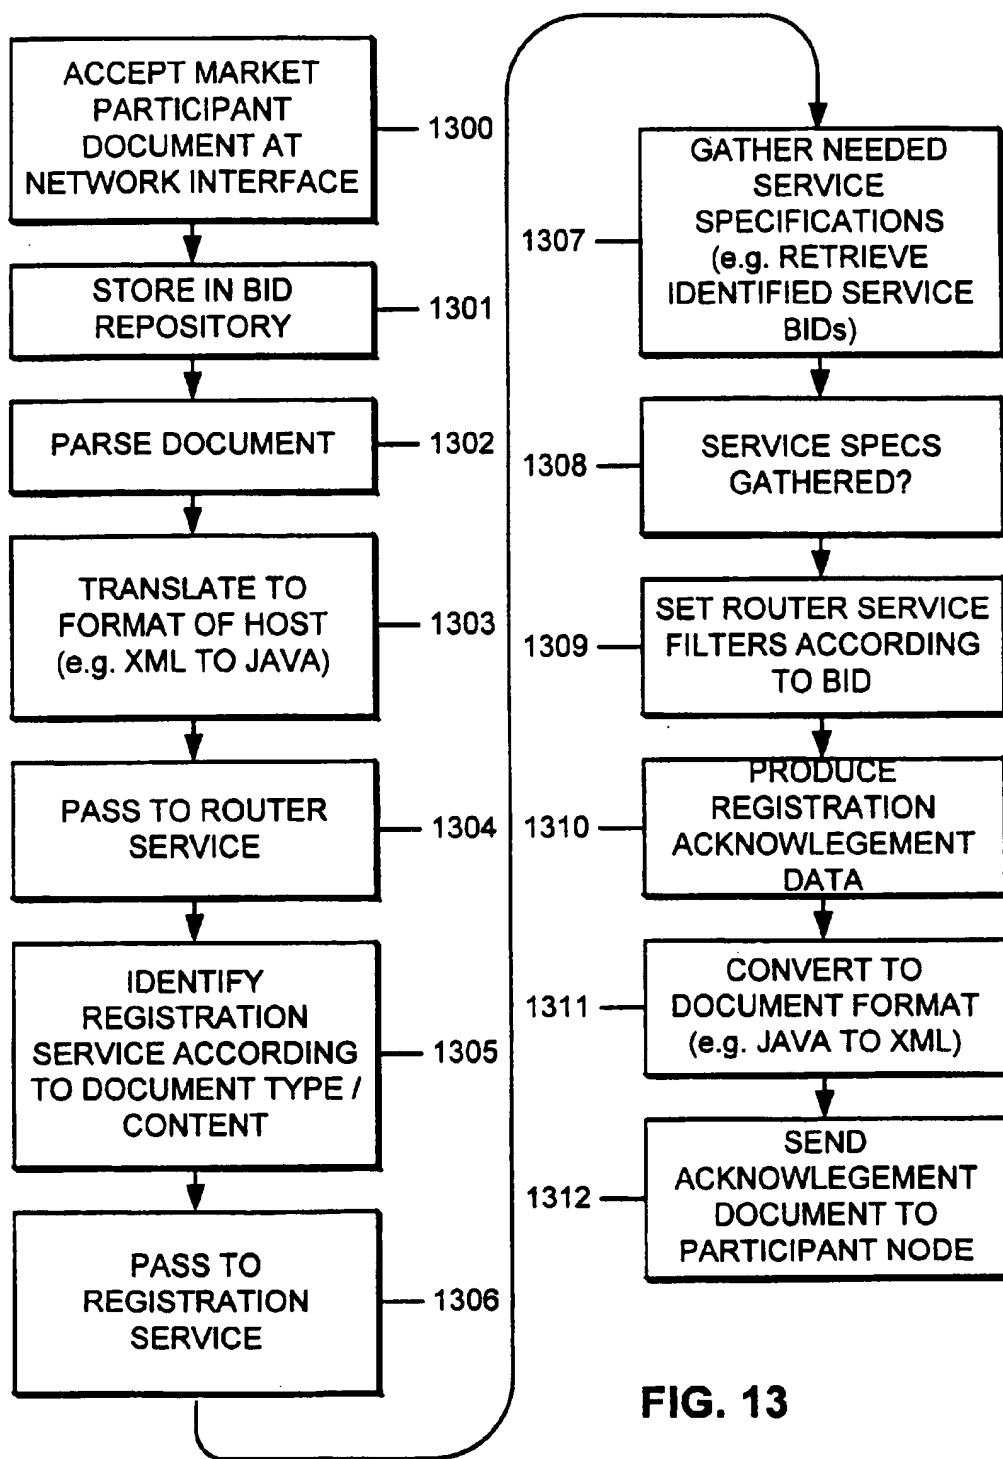 ACCEPT MARKET
PARTICIPANT
DOCUMENT AT
NETWORK INTERFACE
1300
STORE IN BID
REPOSITORY
1301
PARSE DOCUMENT
1302
TRANSLATE TO
FORMAT OF HOST
(e.g. XML TO JAVA)
1303
PASS TO ROUTER
SERVICE
1304
IDENTIFY
REGISTRATION
SERVICE ACCORDING
TO DOCUMENT TYPE /
CONTENT
1305
PASS TO
REGISTRATION
SERVICE
1306
GATHER NEEDED
SERVICE
SPECIFICATIONS
(e.g. RETRIEVE
IDENTIFIED SERVICE
BIDs)
1307
SERVICE SPECS
GATHERED?
1308
SET ROUTER SERVICE
FILTERS ACCORDING
TO BID
1309
PRODUCE
REGISTRATION
ACKNOWLEGEMENT
DATA
1310
CONVERT TO
DOCUMENT FORMAT
(e.g. JAVA TO XML)
1311
SEND
ACKNOWLEGEMENT
DOCUMENT TO
PARTICIPANT NODE
1312
FIG. 13